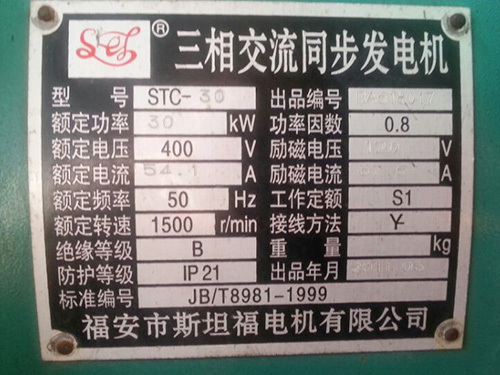 ® 三相交流同步发电机
型 号 STC-30 出品编号
额定功率 30 kW 功率因数 0.8
额定电压 400 V 励磁电压 V
额定电流 54.1 A 励磁电流 A
额定频率 50 Hz 工作定额 S1
额定转速 1500 r/min 接线方法 Y
绝缘等级 B 重 量 kg
防护等级 IP21 出品年月
标准编号 JB/T8981-1999
福安市斯坦福电机有限公司